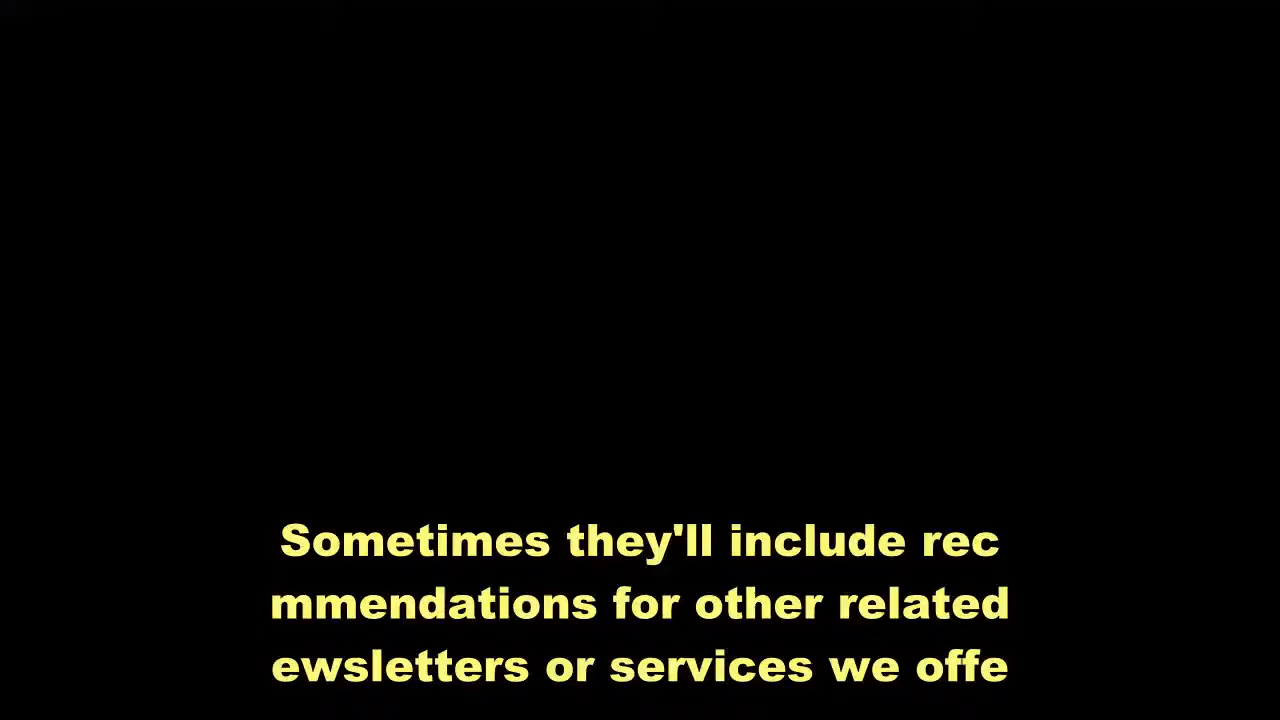 Sometimes they'll include rec
mmendations for other related
ewsletters or services we offe